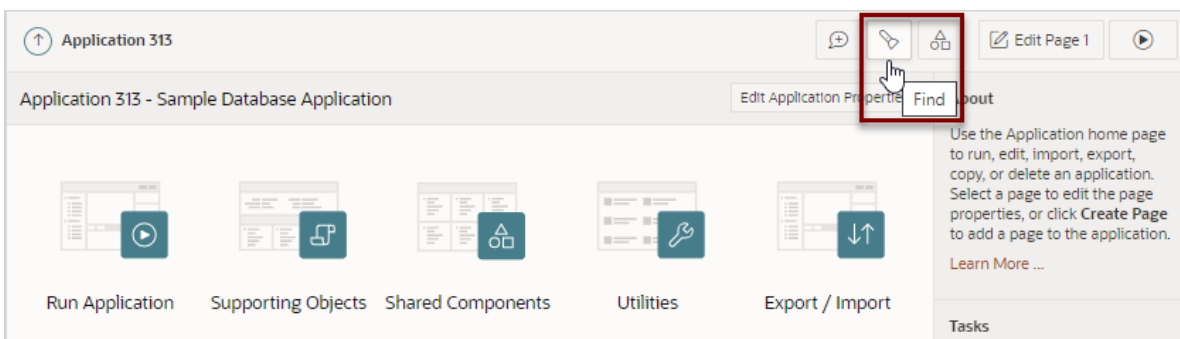 Application 313
Edit Page 1
Application 313 - Sample Database Application
Edit Application
Find
About
Use the Application home page
to run, edit, import, export,
copy, or delete an application.
Select a page to edit the page
properties, or click Create Page
to add a page to the application.
Learn More ...
Run Application
Supporting Objects
Shared Components
Utilities
Export / Import
Tasks